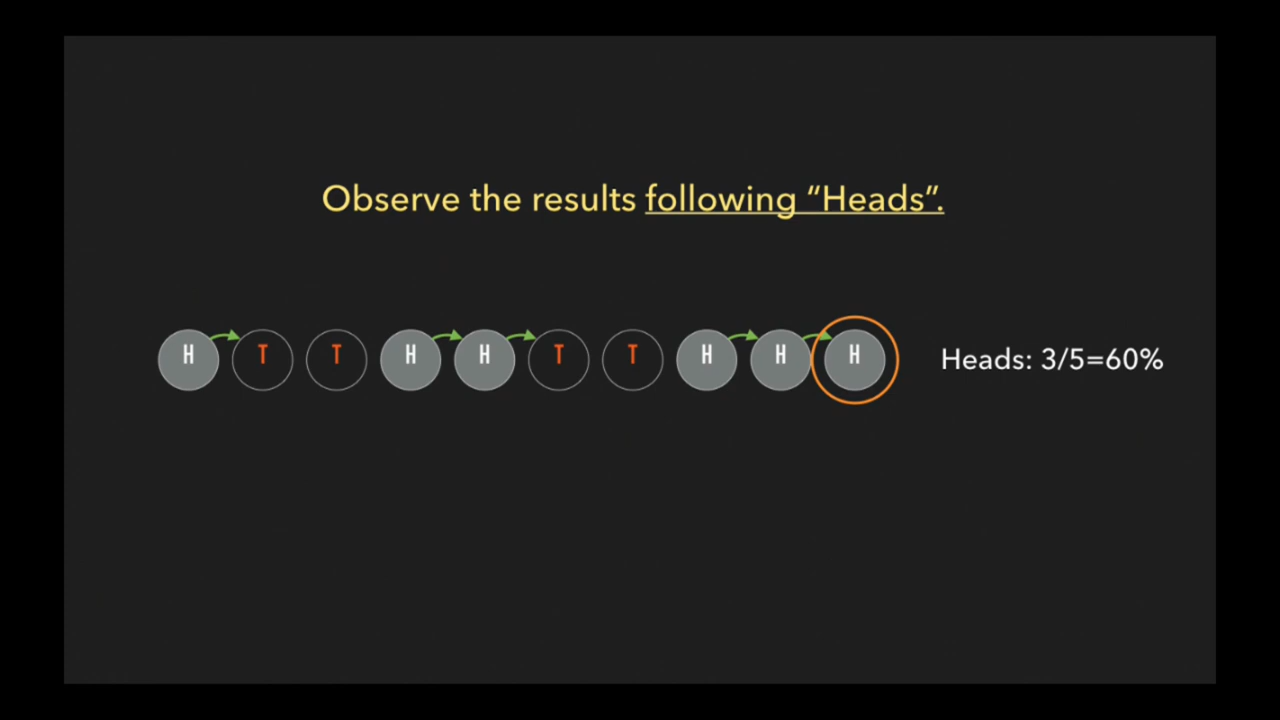 Observe the results following “Heads”.
H T T H H T T H H H
Heads: 3/5=60%